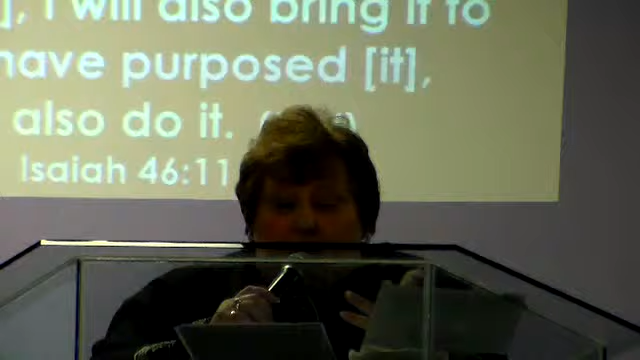 ], I will also bring it to
have purposed [it],
also do it.
Isaiah 46:11